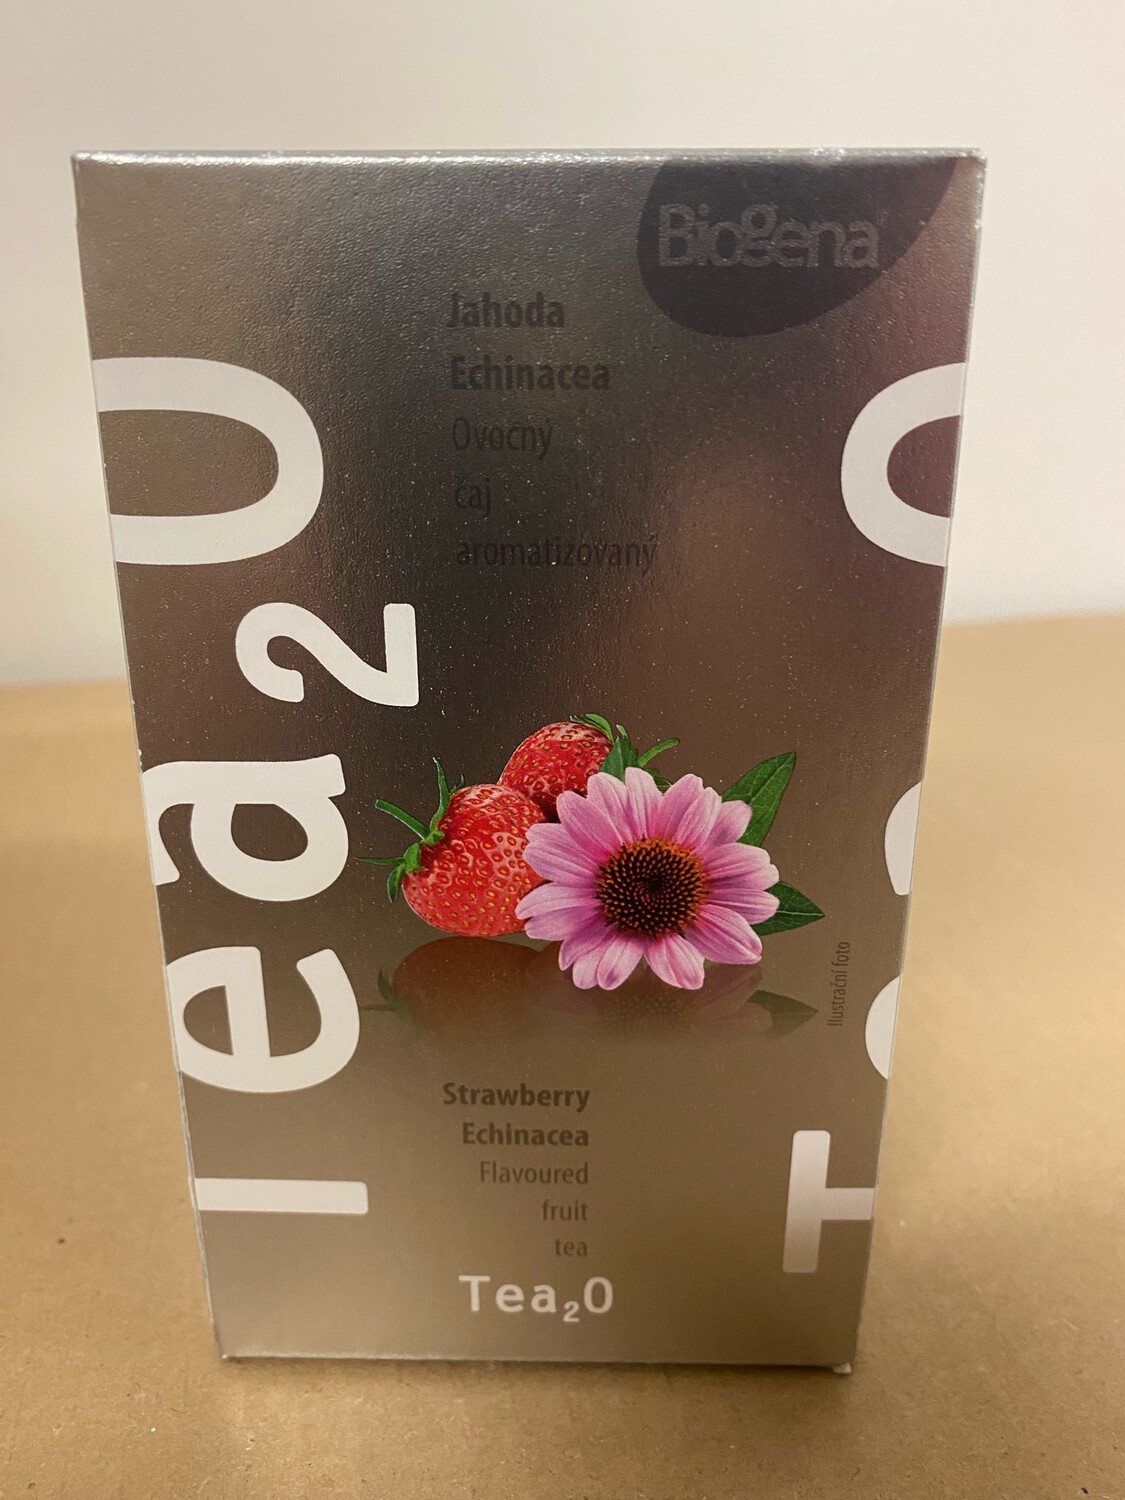 Biogena
Jahoda
Echinacea
Ovocný
čaj
aromatizovaný
Tea₂O
Ilustrační foto
Strawberry
Echinacea
Flavoured
fruit
tea
Tea₂O